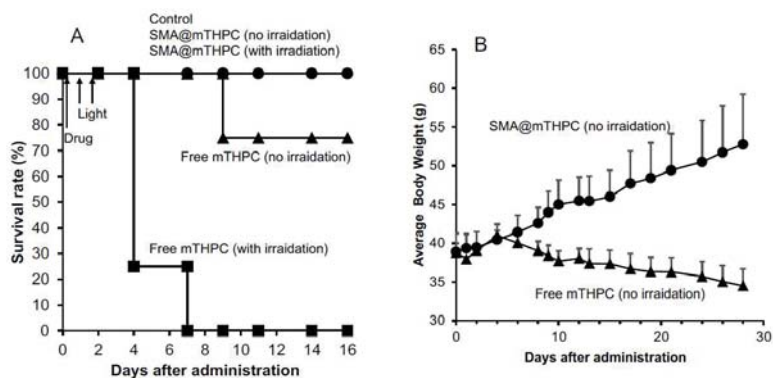 A
Control
SMA@mTHPC (no irraidation)
SMA@mTHPC (with irradiation)
Survival rate (%)
100
90
80
70
60
50
40
30
20
10
0
Light
Drug
Free mTHPC (no irraidation)
Free mTHPC (with irraidation)
0 2 4 6 8 10 12 14 16
Days after administration
B
Average Body Weight (g)
60
55
50
45
40
35
30
SMA@mTHPC (no irraidation)
Free mTHPC (no irraidation)
0 10 20 30
Days after administration